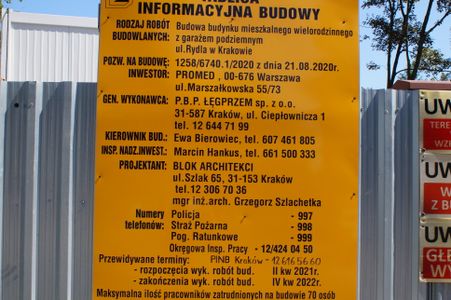 TABLICA
INFORMACYJNA BUDOWY
RODZAJ ROBÓT BUDOWLANYCH: Budowa budynku mieszkalnego wielorodzinnego
z garażem podziemnym
ul.Rydla w Krakowie
POZW. NA BUDOWĘ: 1258/6740.1/2020 z dnia 21.08.2020r.
INWESTOR: PROMED , 00-676 Warszawa
ul.Marszałkowska 55/73
GEN. WYKONAWCA: P.B.P. ŁĘGPRZEM sp. z o.o.
31-587 Kraków, ul. Ciepłownicza 1
tel. 12 644 71 99
KIEROWNIK BUD.: Ewa Bierowiec, tel. 607 461 805
INSP. NADZ.INWEST.: Marcin Hankus, tel. 661 500 333
PROJEKTANT: BLOK ARCHITEKCI
ul.Szlak 65, 31-153 Kraków
tel.12 306 70 36
mgr inż.arch. Grzegorz Szlachetka
Numery telefonów: Policja - 997
Straż Pożarna - 998
Pog. Ratunkowe - 999
Okręgowa Insp. Pracy - 12/424 04 50
Przewidywane terminy: PINB Kraków - 126165660
- rozpoczęcia wyk. robót bud. II kw 2021r.
- zakończenia wyk. robót bud. IV kw 2022r.
Maksymalna ilość pracowników zatrudnionych na budowie 70 osób
UW
TERE
UW
W
Z BU
UW